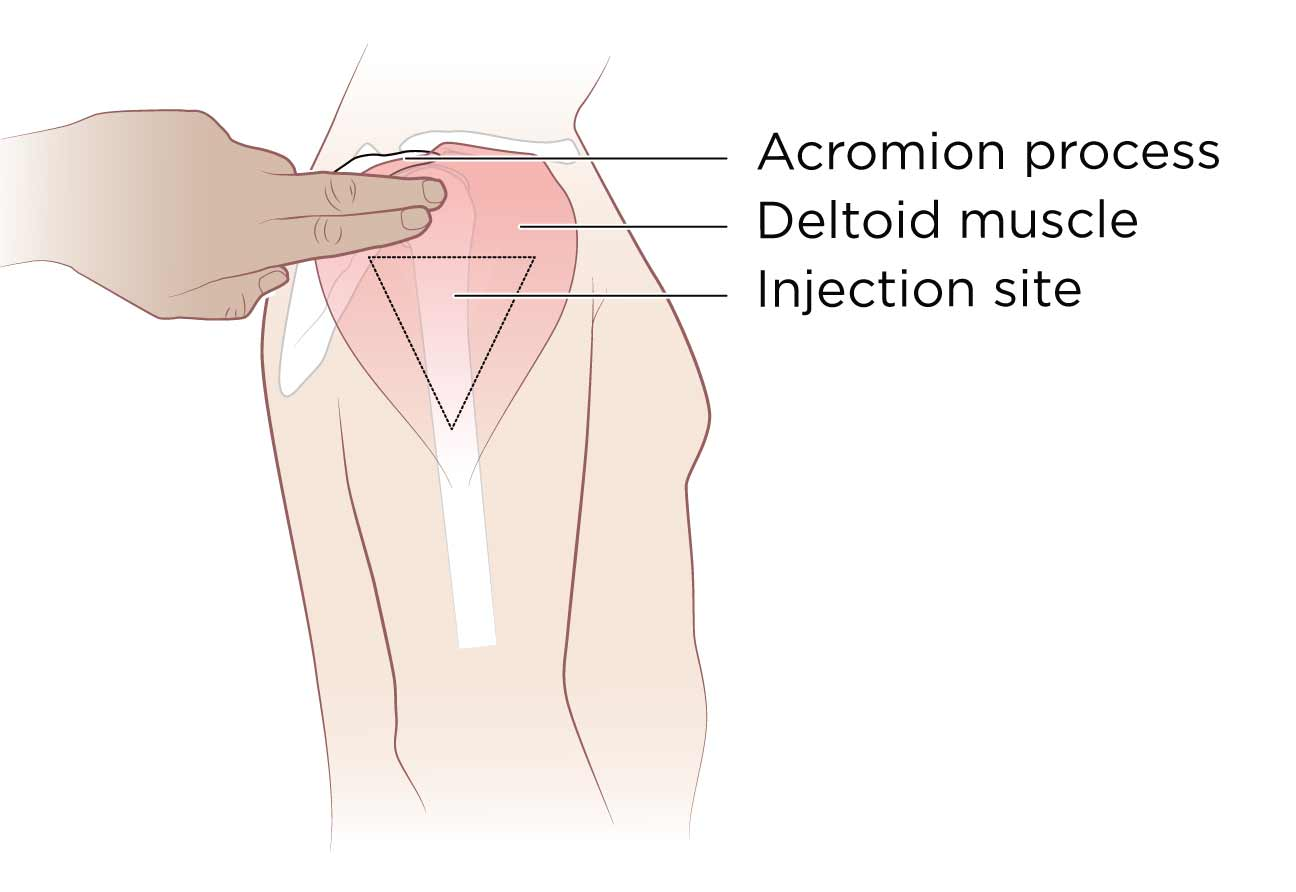 Acromion process
Deltoid muscle
Injection site